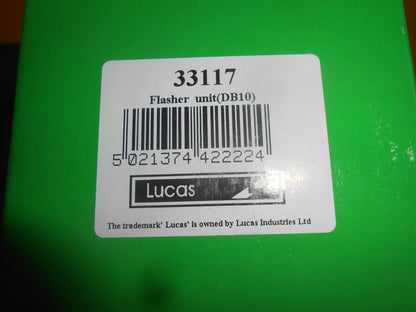 33117
Flasher unit(DB10)
5 021374 422224
Lucas
The trademark' Lucas' is owned by Lucas Industries Ltd